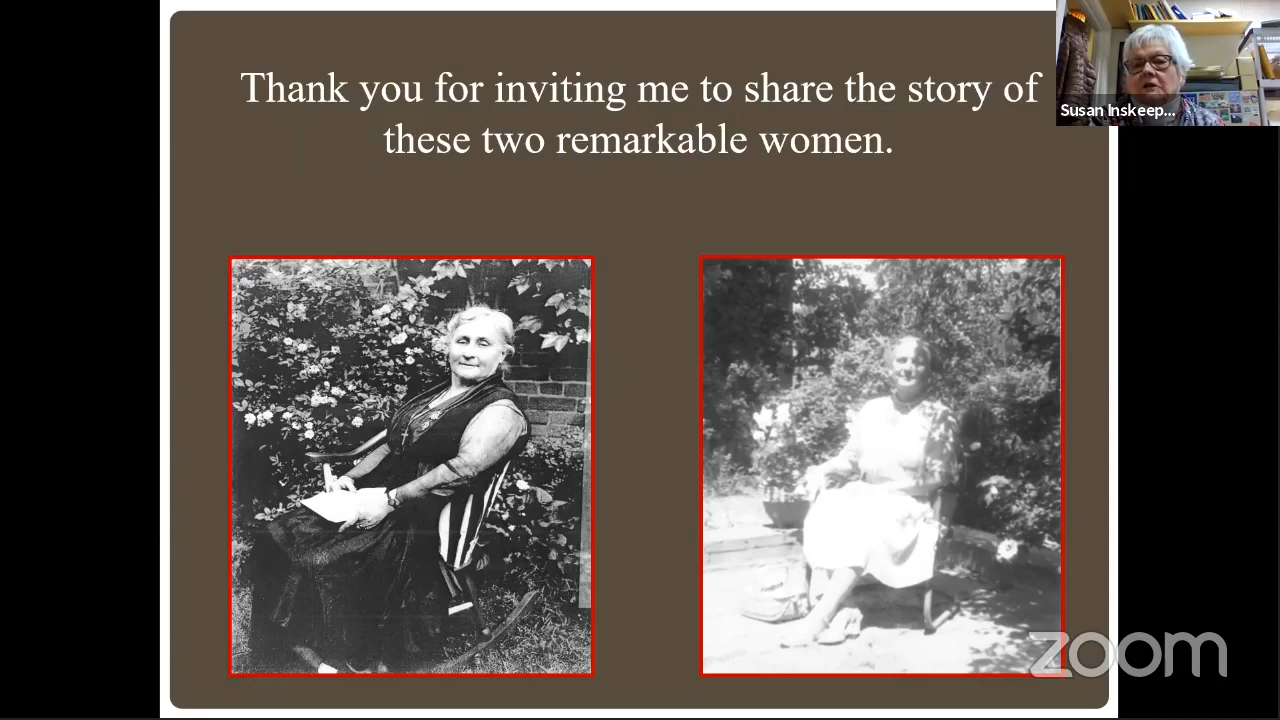 Thank you for inviting me to share the story of
these two remarkable women.
Susan Inskeep...
zoom